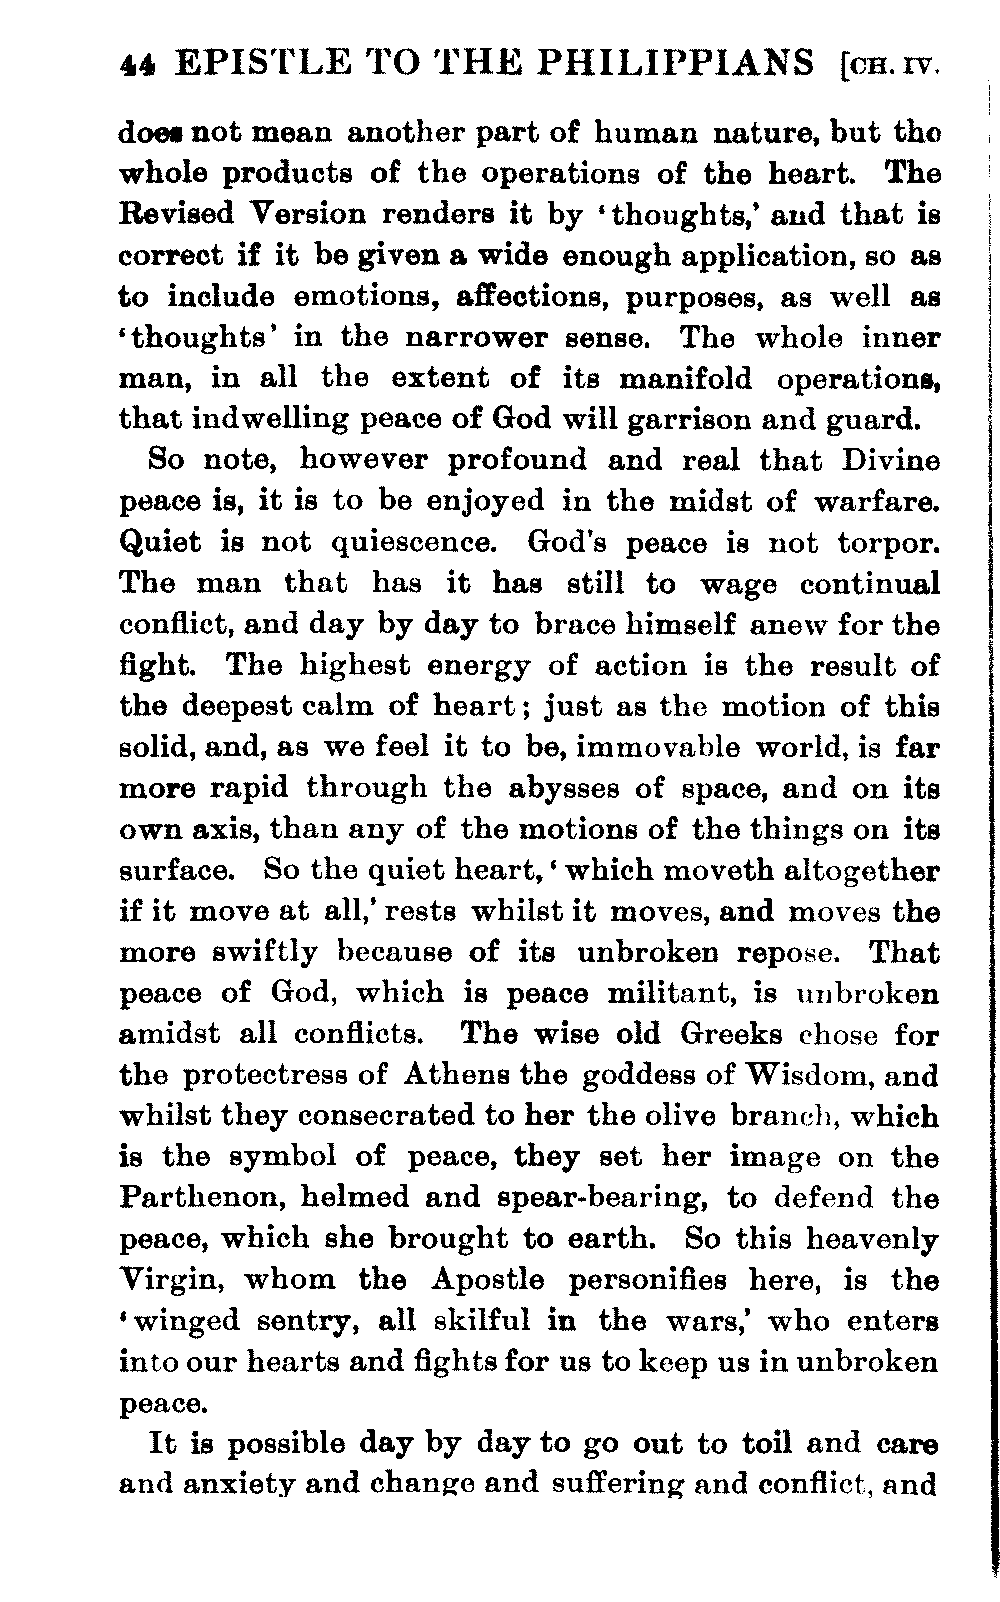 44 EPISTLE TO THE PHILIPPIANS [CH. IV.
does not mean another part of human nature, but the
whole products of the operations of the heart. The
Revised Version renders it by ‘thoughts,’ and that is
correct if it be given a wide enough application, so as
to include emotions, affections, purposes, as well as
‘thoughts’ in the narrower sense. The whole inner
man, in all the extent of its manifold operations,
that indwelling peace of God will garrison and guard.
So note, however profound and real that Divine
peace is, it is to be enjoyed in the midst of warfare.
Quiet is not quiescence. God's peace is not torpor.
The man that has it has still to wage continual
conflict, and day by day to brace himself anew for the
fight. The highest energy of action is the result of
the deepest calm of heart; just as the motion of this
solid, and, as we feel it to be, immovable world, is far
more rapid through the abysses of space, and on its
own axis, than any of the motions of the things on its
surface. So the quiet heart, ‘which moveth altogether
if it move at all,’ rests whilst it moves, and moves the
more swiftly because of its unbroken repose. That
peace of God, which is peace militant, is unbroken
amidst all conflicts. The wise old Greeks chose for
the protectress of Athens the goddess of Wisdom, and
whilst they consecrated to her the olive branch, which
is the symbol of peace, they set her image on the
Parthenon, helmed and spear-bearing, to defend the
peace, which she brought to earth. So this heavenly
Virgin, whom the Apostle personifies here, is the
‘winged sentry, all skilful in the wars,’ who enters
into our hearts and fights for us to keep us in unbroken
peace.
It is possible day by day to go out to toil and care
and anxiety and change and suffering and conflict, and